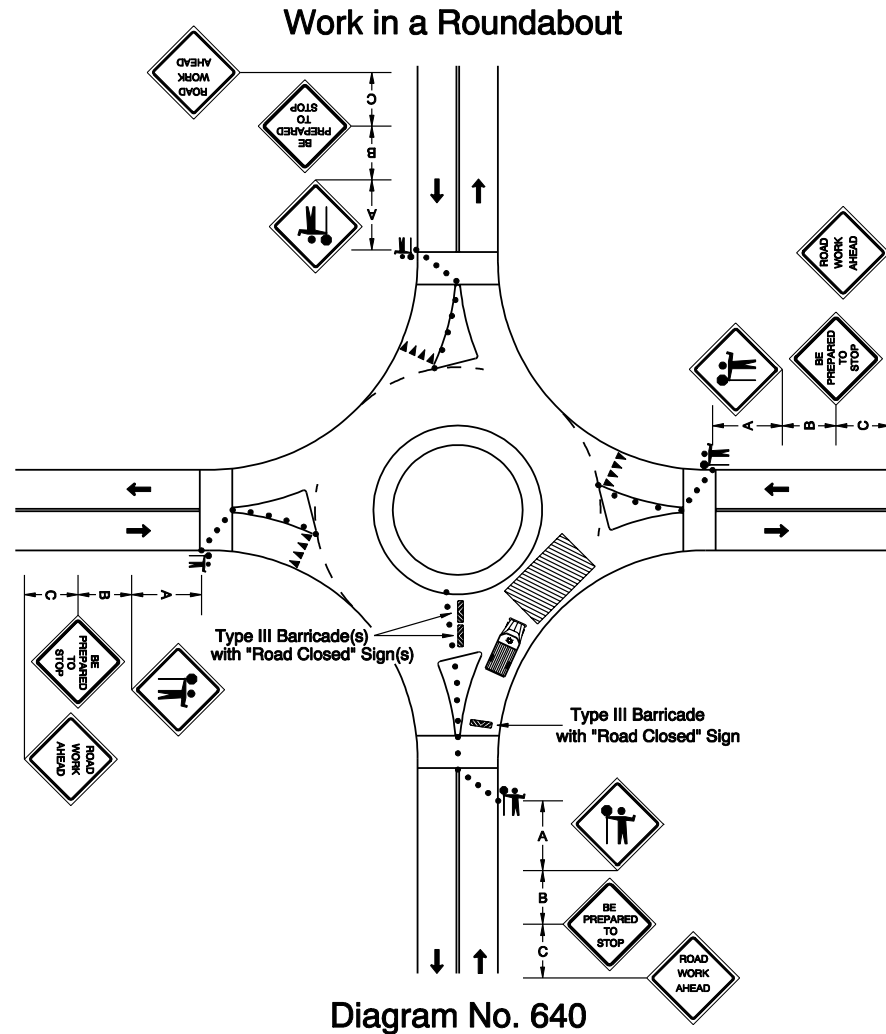 Work in a Roundabout
ROAD
WORK
AHEAD
BE
PREPARED
TO
STOP
C
B
A
ROAD
WORK
AHEAD
BE
PREPARED
TO
STOP
A
B
C
C
B
A
BE
PREPARED
TO
STOP
ROAD
WORK
AHEAD
Type III Barricade(s)
with "Road Closed" Sign(s)
Type III Barricade
with "Road Closed" Sign
A
B
C
BE
PREPARED
TO
STOP
ROAD
WORK
AHEAD
Diagram No. 640